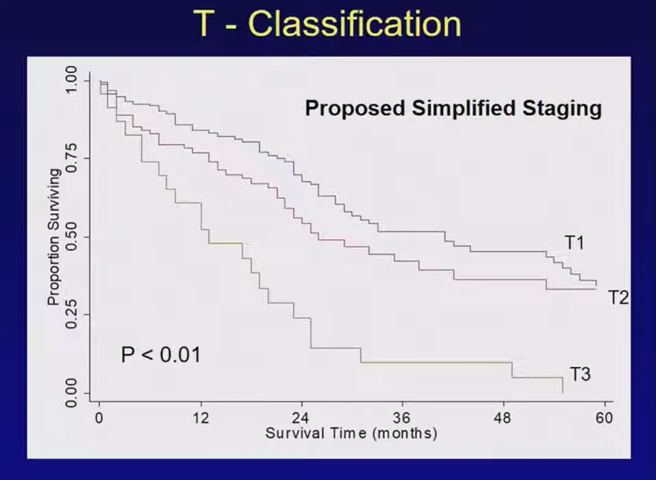 T - Classification
Proposed Simplified Staging
1.00
0.75
0.50
0.25
0.00
Proportion Surviving
T1
T2
T3
P < 0.01
0 12 24 36 48 60
Survival Time (months)